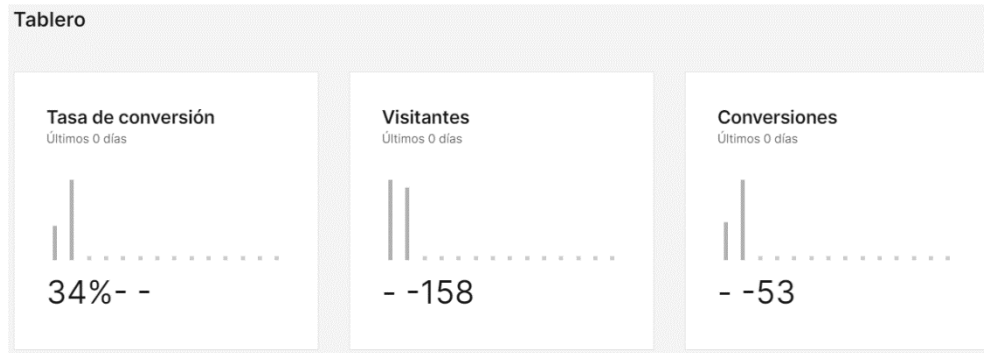 Tablero
Tasa de conversión
Últimos 0 días
34%- -
Visitantes
Últimos 0 días
- -158
Conversiones
Últimos 0 días
- -53